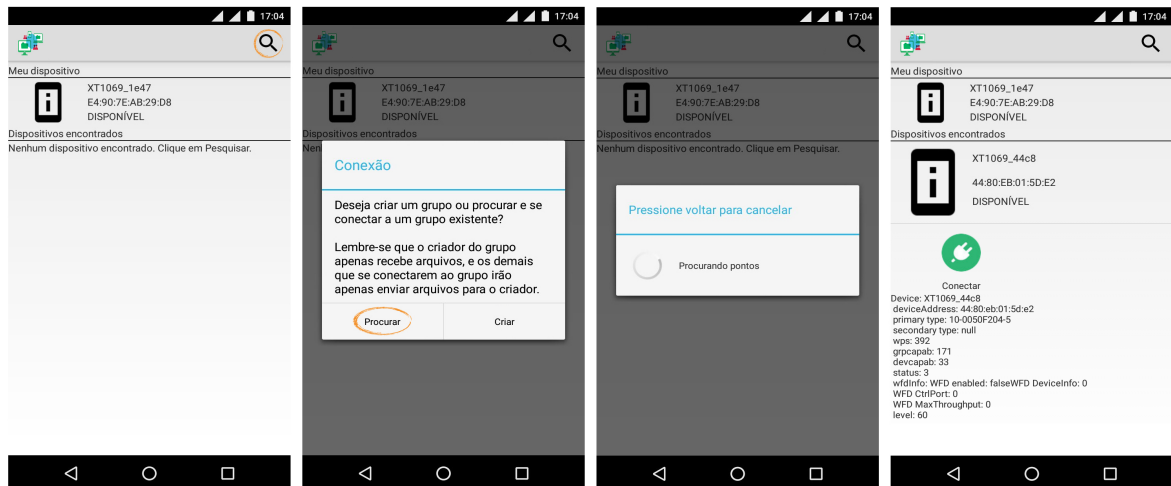 17:04
Meu dispositivo
XT1069_1e47
E4:90:7E:AB:29:D8
DISPONÍVEL
Dispositivos encontrados
Nenhum dispositivo encontrado. Clique em Pesquisar.
17:04
Meu dispositivo
XT1069_1e47
E4:90:7E:AB:29:D8
DISPONÍVEL
Dispositivos encontrados
Nen
Conexão
Deseja criar um grupo ou procurar e se
conectar a um grupo existente?
Lembre-se que o criador do grupo
apenas recebe arquivos, e os demais
que se conectarem ao grupo irão
apenas enviar arquivos para o criador.
Procurar
Criar
17:04
Meu dispositivo
XT1069_1e47
E4:90:7E:AB:29:D8
DISPONÍVEL
Dispositivos encontrados
Nenhum dispositivo encontrado. Clique em Pesquisar.
Pressione voltar para cancelar
Procurando pontos
17:04
Meu dispositivo
XT1069_1e47
E4:90:7E:AB:29:D8
DISPONÍVEL
Dispositivos encontrados
XT1069_44c8
44:80:EB:01:5D:E2
DISPONÍVEL
Conectar
Device: XT1069_44c8
deviceAddress: 44:80:eb:01:5d:e2
primary type: 10-0050F204-5
secondary type: null
wps: 392
grpcapab: 171
devcapab: 33
status: 3
wfdInfo: WFD enabled: falseWFD DeviceInfo: 0
WFD CtrlPort: 0
WFD MaxThroughput: 0
level: 60